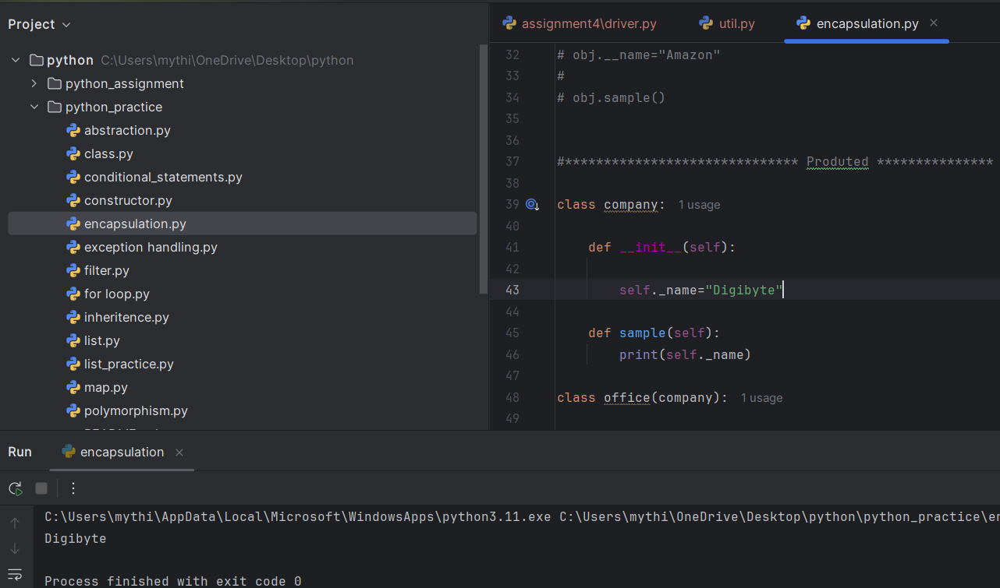 Project
python C:\Users\mythi\OneDrive\Desktop\python
python_assignment
python_practice
abstraction.py
class.py
conditional_statements.py
constructor.py
encapsulation.py
exception handling.py
filter.py
for loop.py
inheritence.py
list.py
list_practice.py
map.py
polymorphism.py
assignment4\driver.py util.py encapsulation.py
32 # obj.__name="Amazon"
33 #
34 # obj.sample()
35
36
37 #****************************** Produted ***************
38
39 class company: 1 usage
40
41 def __init__(self):
42
43 self._name="Digibyte"
44
45 def sample(self):
46 print(self._name)
47
48 class office(company): 1 usage
49
Run encapsulation
C:\Users\mythi\AppData\Local\Microsoft\WindowsApps\python3.11.exe C:\Users\mythi\OneDrive\Desktop\python\python_practice\en
Digibyte
Process finished with exit code 0